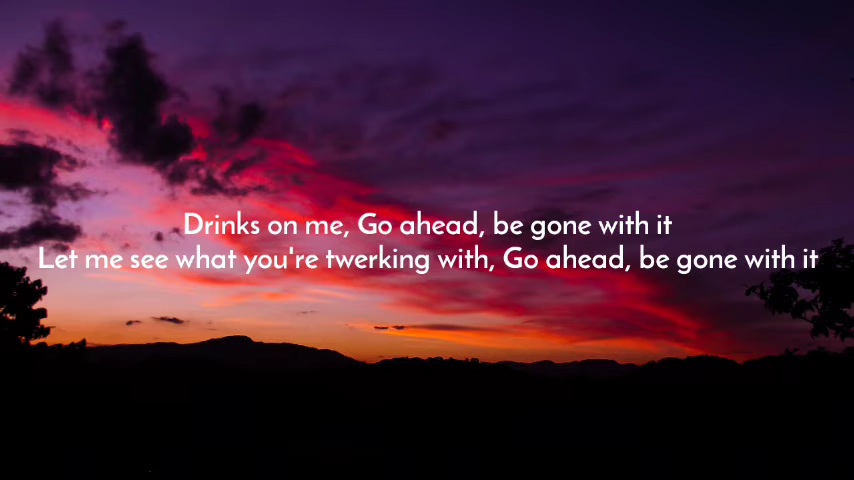 Drinks on me, Go ahead, be gone with it
Let me see what you're twerking with, Go ahead, be gone with it